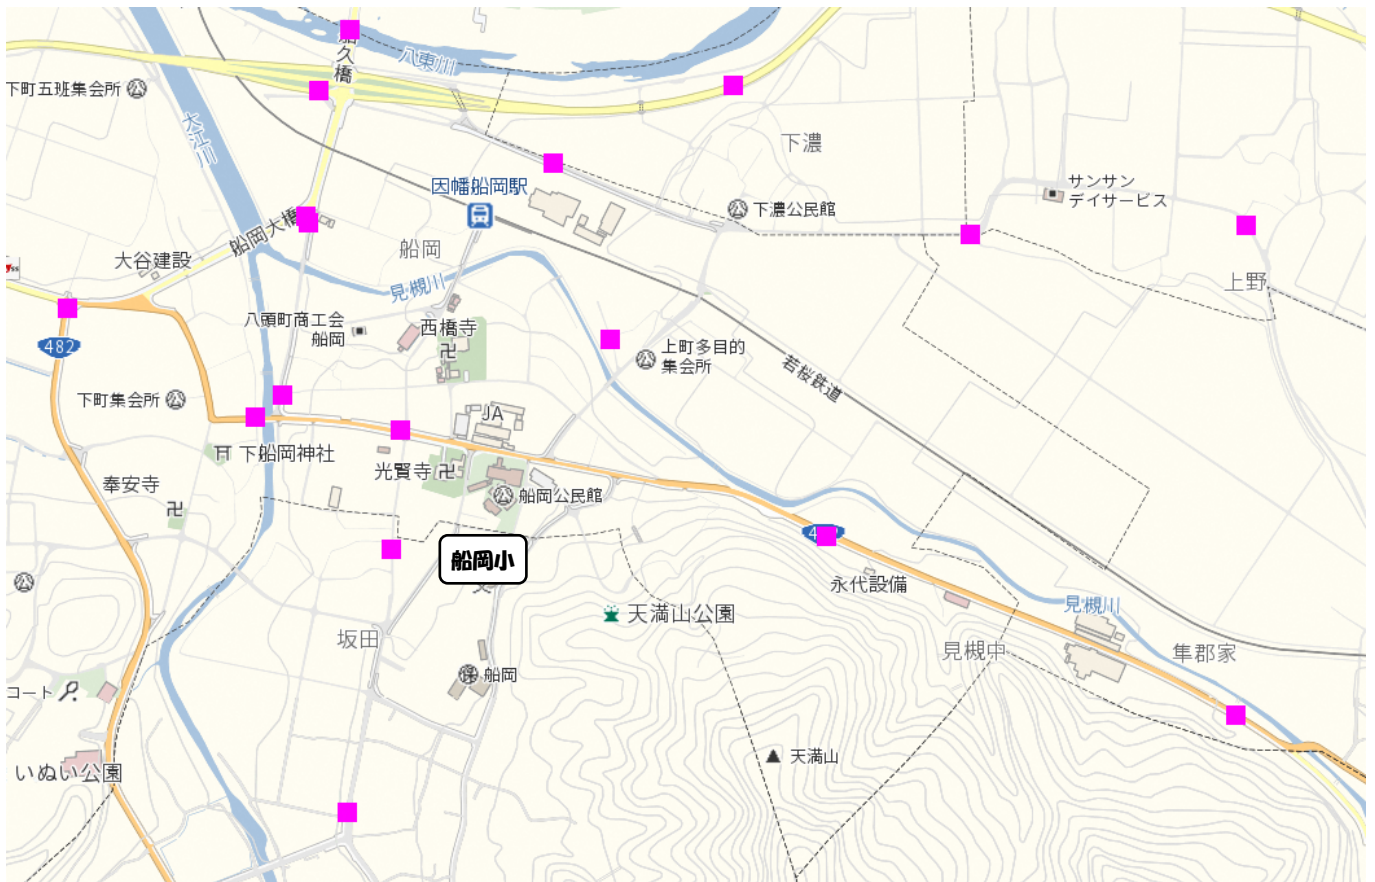 船久橋
八東川
下町五班集会所
大江川
下濃
因幡船岡駅
サンサン
デイサービス
下濃公民館
船岡大橋
船岡
大谷建設
上野
見槻川
八頭町商工会
船岡
西橋寺
482
上町多目的
集会所
若桜鉄道
下町集会所
JA
下船岡神社
光賢寺
奉安寺
船岡公民館
船岡小
永代設備
見槻川
天満山公園
坂田
見槻中
隼郡家
船岡
コート
天満山
いぬい公園